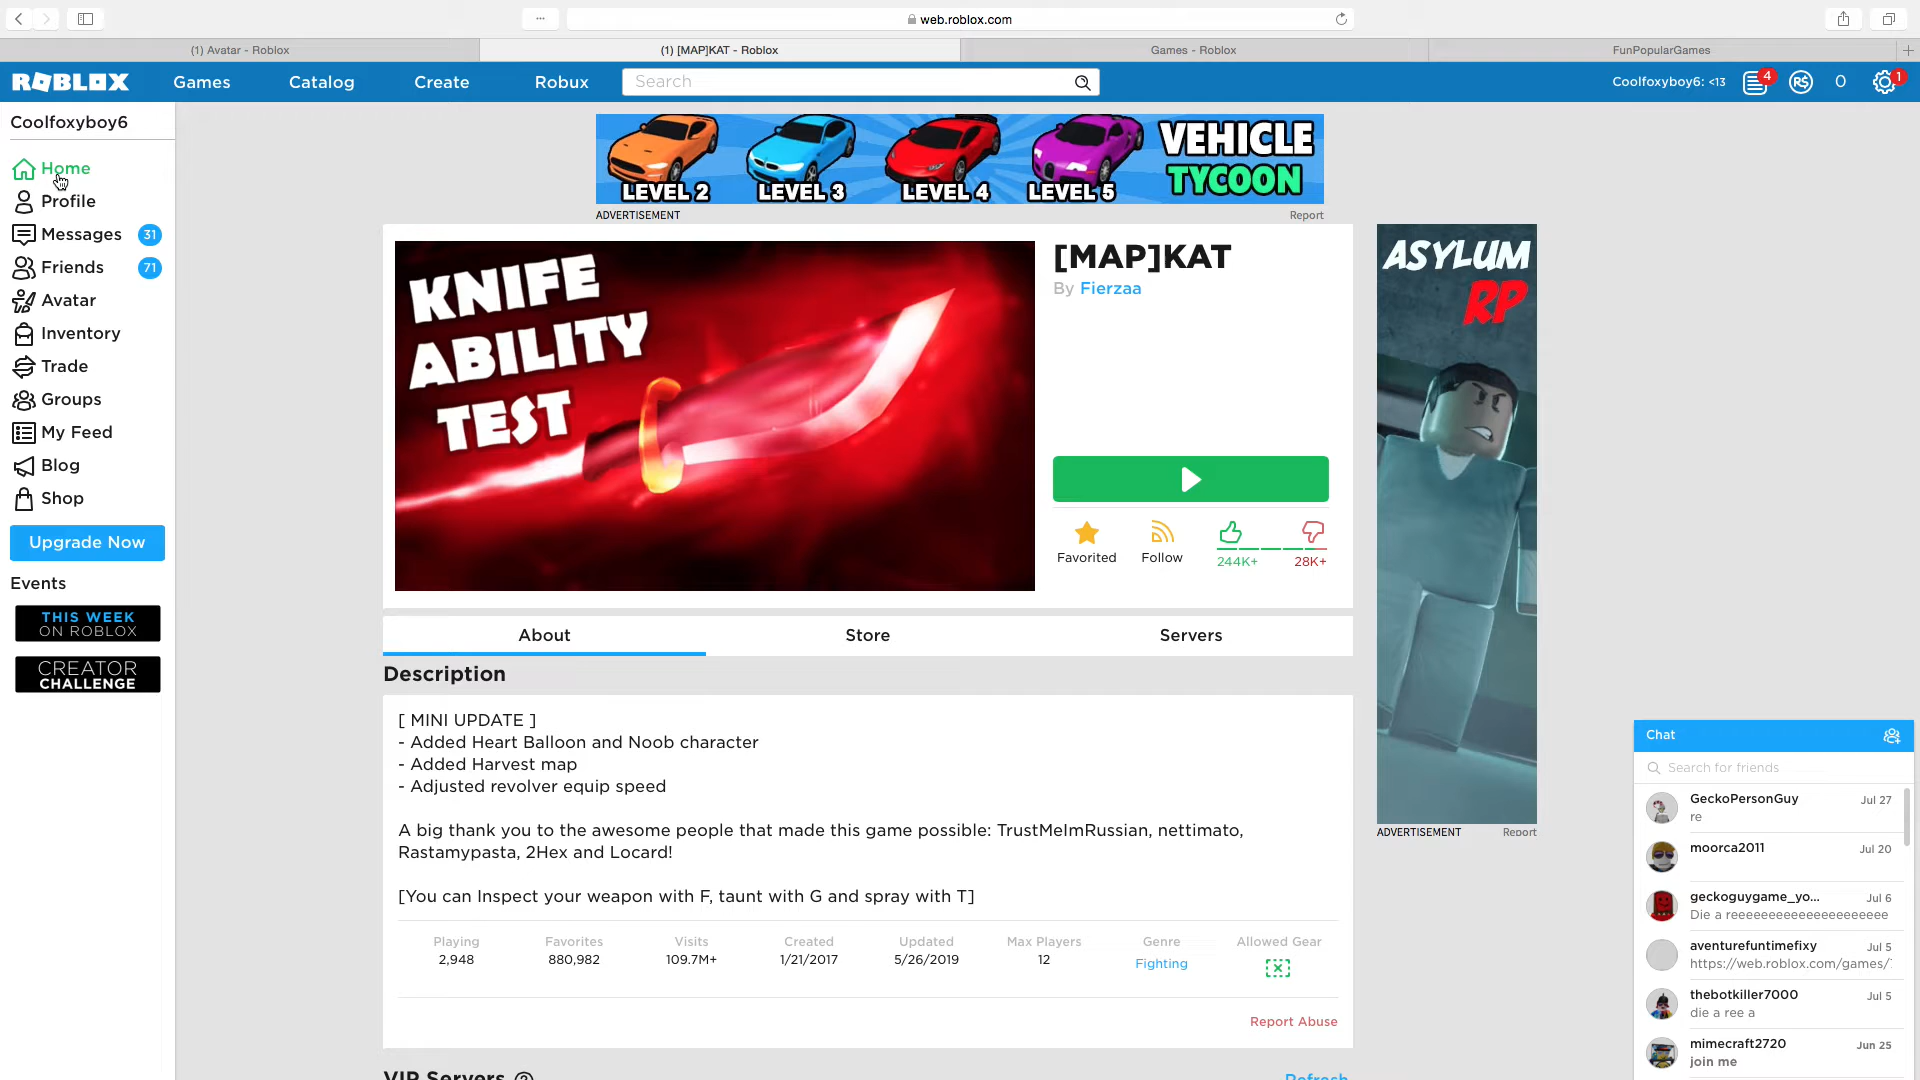 web.roblox.com
(1) Avatar - Roblox
(1) [MAP]KAT - Roblox
Games - Roblox
FunPopularGames
ROBLOX
Games
Catalog
Create
Robux
Search
Coolfoxyboy6: <13
4
0
1
Coolfoxyboy6
Home
Profile
Messages 31
Friends 71
Avatar
Inventory
Trade
Groups
My Feed
Blog
Shop
Upgrade Now
Events
THIS WEEK
ON ROBLOX
CREATOR
CHALLENGE
LEVEL 2
LEVEL 3
LEVEL 4
LEVEL 5
VEHICLE
TYCOON
ADVERTISEMENT
Report
KNIFE
ABILITY
TEST
[MAP]KAT
By Fierzaa
Favorited
Follow
244K+
28K+
ASYLUM
RP
ADVERTISEMENT
Report
About
Store
Servers
Description
[ MINI UPDATE ]
- Added Heart Balloon and Noob character
- Added Harvest map
- Adjusted revolver equip speed
A big thank you to the awesome people that made this game possible: TrustMeImRussian, nettimato,
Rastamypasta, 2Hex and Locard!
[You can Inspect your weapon with F, taunt with G and spray with T]
Playing
Favorites
Visits
Created
Updated
Max Players
Genre
Allowed Gear
2,948
880,982
109.7M+
1/21/2017
5/26/2019
12
Fighting
Report Abuse
VIP Servers
Refresh
Chat
Search for friends
GeckoPersonGuy Jul 27
re
moorca2011 Jul 20
geckoguygame_yo... Jul 6
Die a reeeeeeeeeeeeeeeeeeeee
aventurefuntimefixy Jul 5
https://web.roblox.com/games/
thebotkiller7000 Jul 5
die a ree a
mimecraft2720 Jun 25
join me